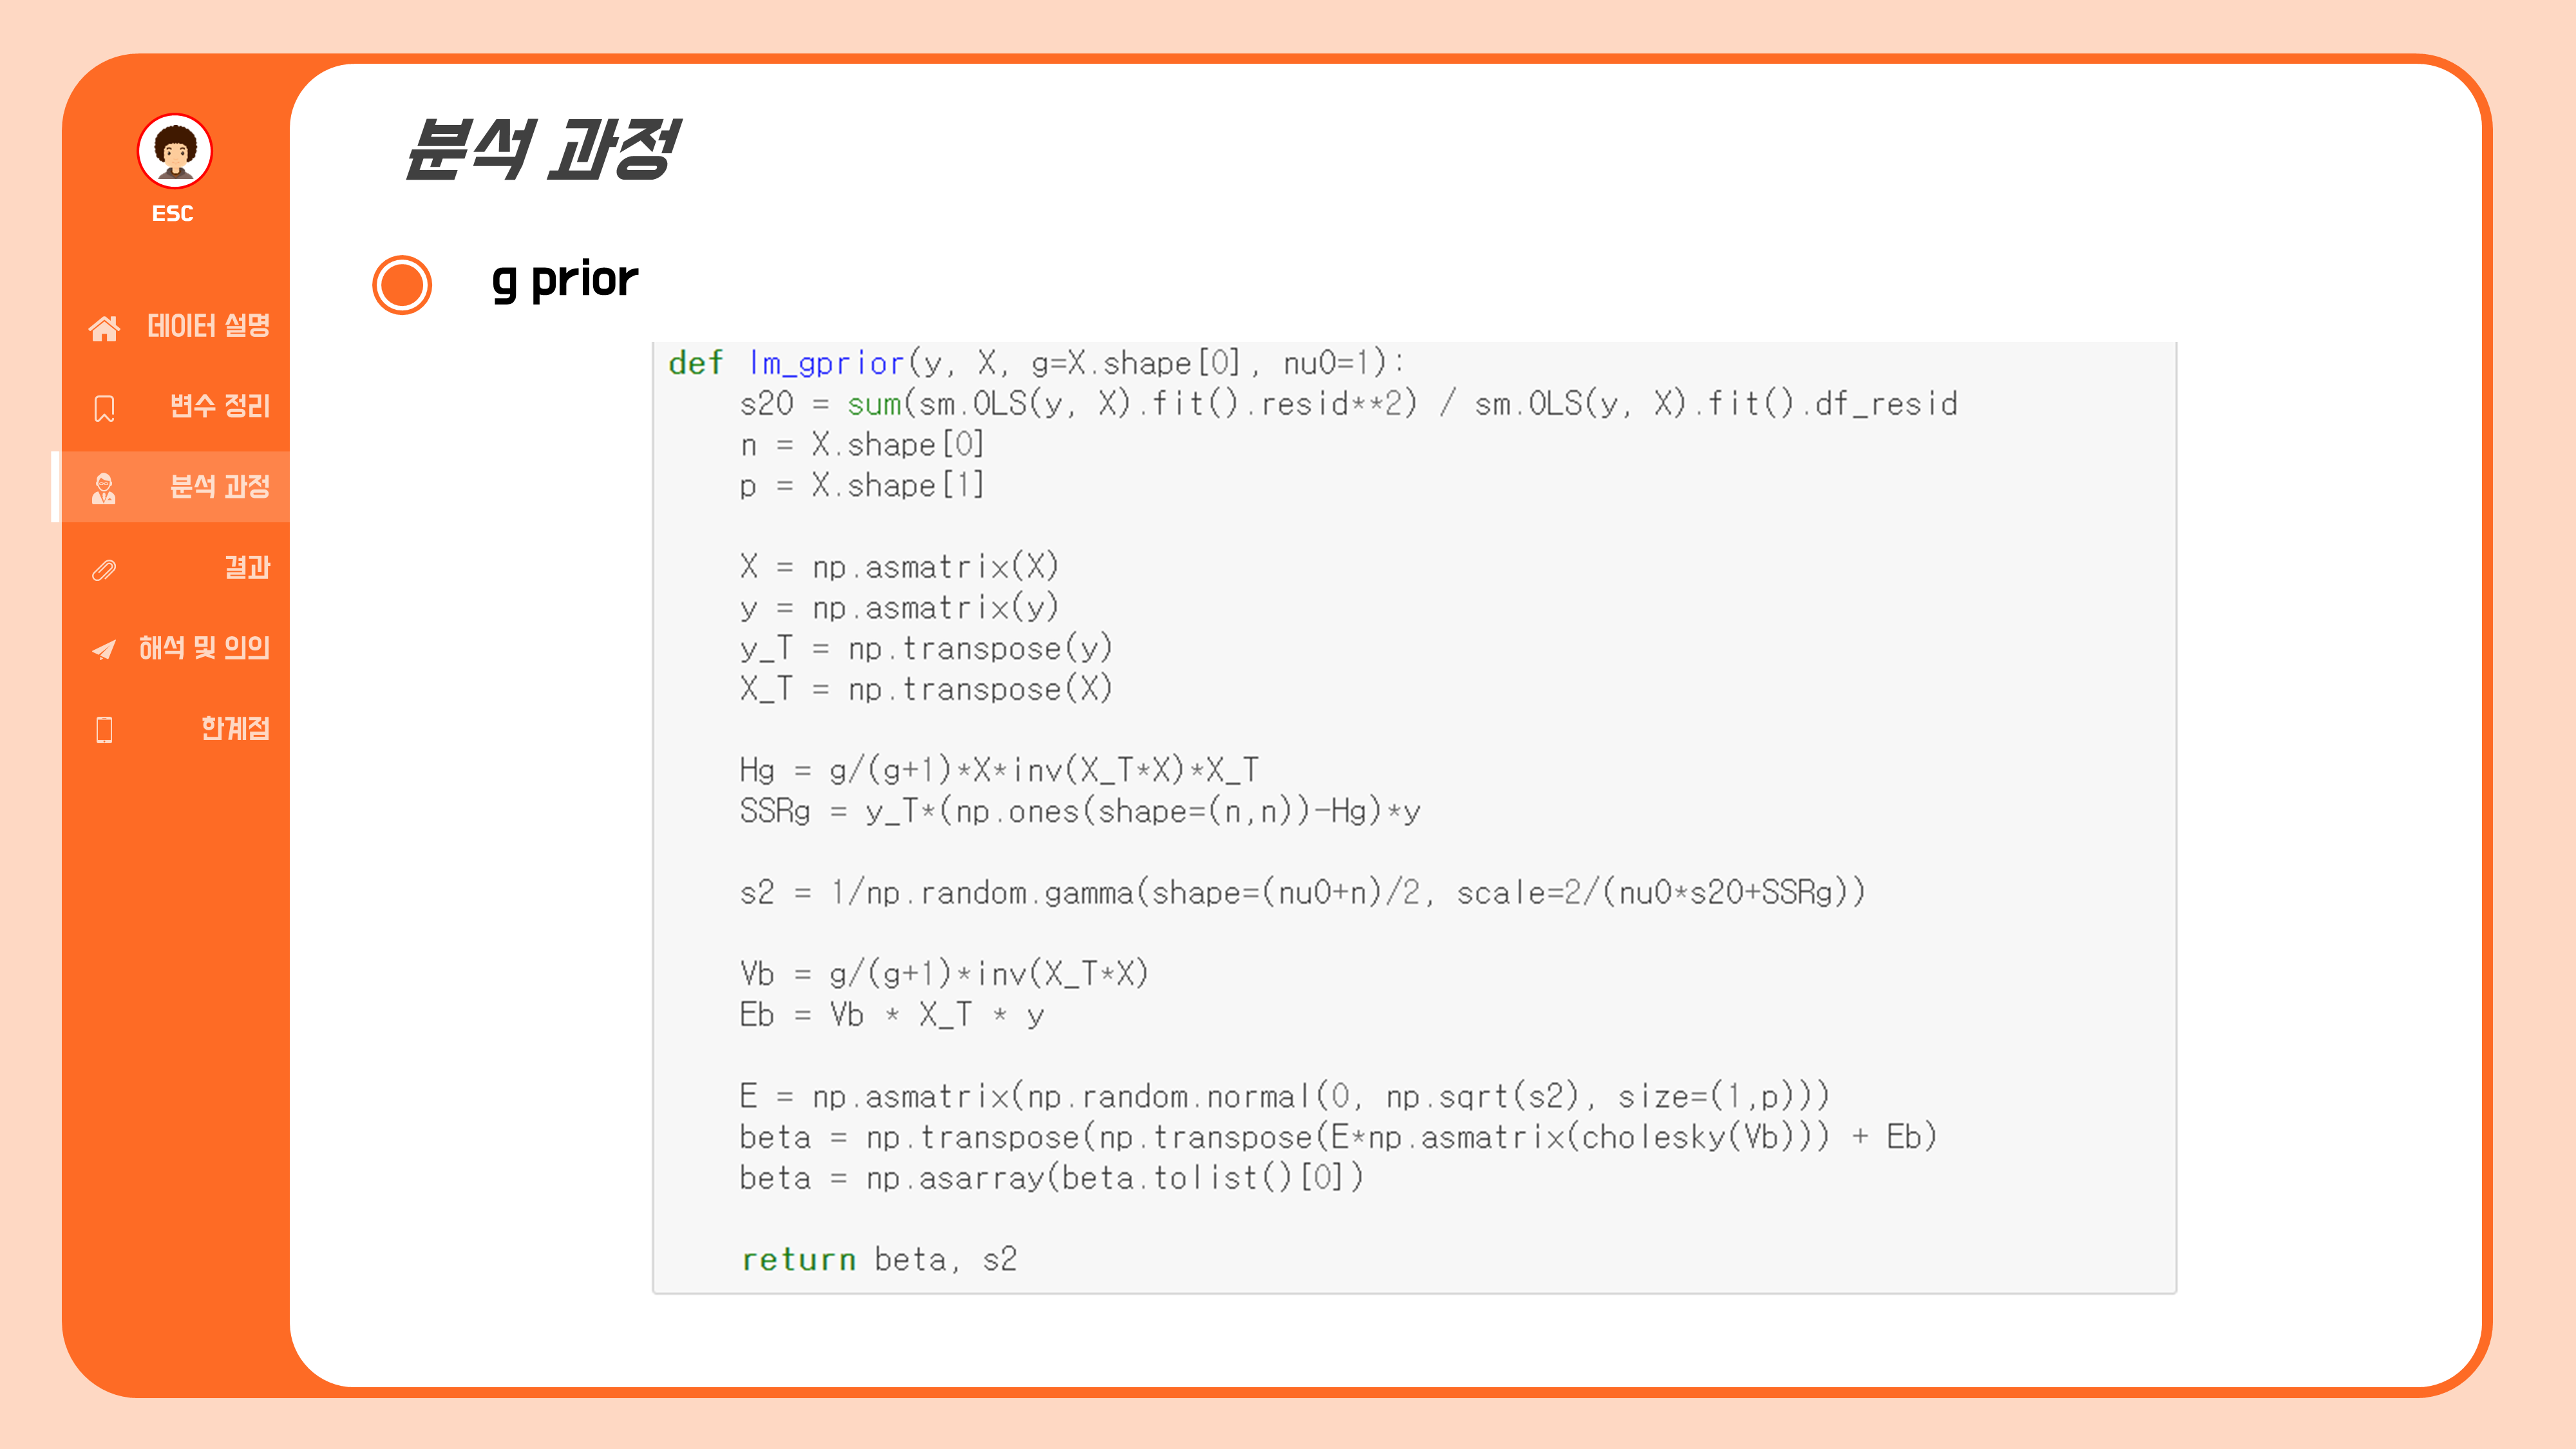 ESC
데이터 설명
변수 정리
분석 과정
결과
해석 및 의의
한계점
분석 과정
g prior
def lm_gprior(y, X, g=X.shape[0], nu0=1):
    s20 = sum(sm.OLS(y, X).fit().resid**2) / sm.OLS(y, X).fit().df_resid
    n = X.shape[0]
    p = X.shape[1]
    X = np.asmatrix(X)
    y = np.asmatrix(y)
    y_T = np.transpose(y)
    X_T = np.transpose(X)
    Hg = g/(g+1)*X*inv(X_T*X)*X_T
    SSRg = y_T*(np.ones(shape=(n,n))-Hg)*y
    s2 = 1/np.random.gamma(shape=(nu0+n)/2, scale=2/(nu0*s20+SSRg))
    Vb = g/(g+1)*inv(X_T*X)
    Eb = Vb * X_T * y
    E = np.asmatrix(np.random.normal(0, np.sqrt(s2), size=(1,p)))
    beta = np.transpose(np.transpose(E*np.asmatrix(cholesky(Vb))) + Eb)
    beta = np.asarray(beta.tolist()[0])
    return beta, s2